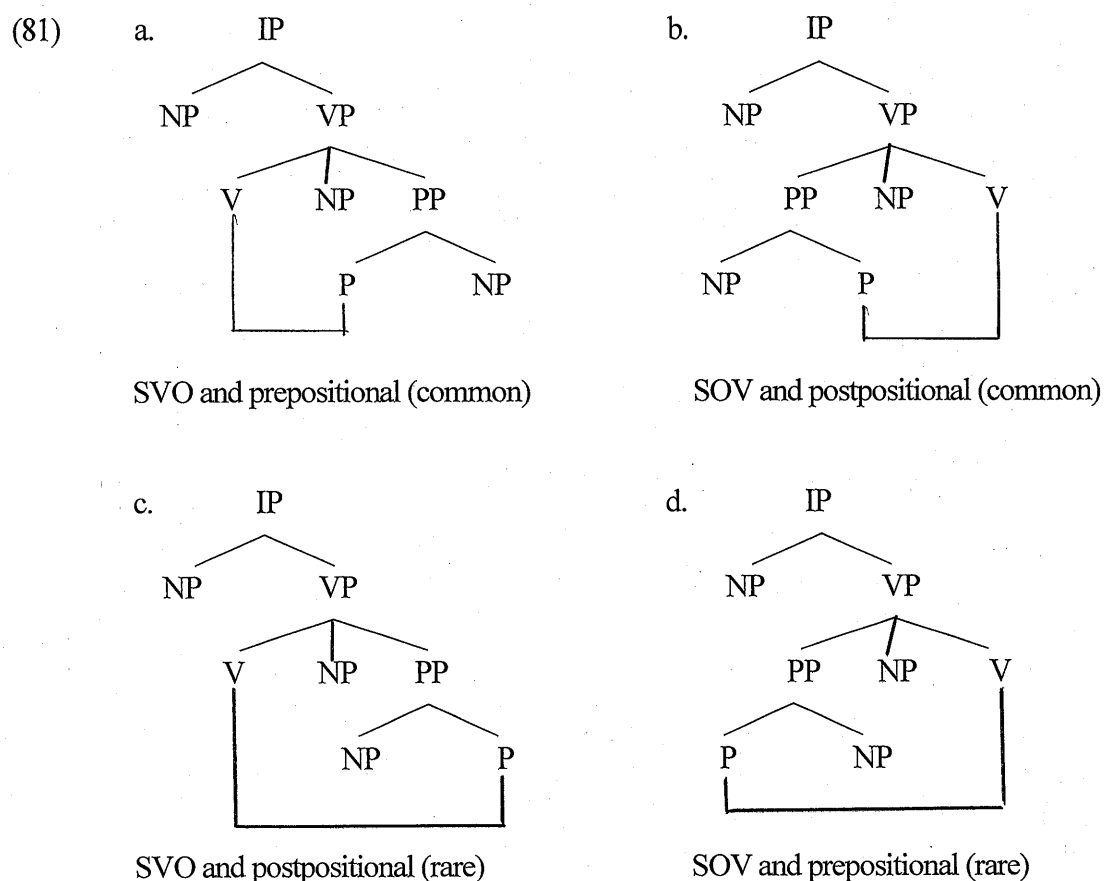 (81) a. IP b. IP
NP VP NP VP
V NP PP PP NP V
P NP NP P
SVO and prepositional (common) SOV and postpositional (common)
c. IP d. IP
NP VP NP VP
V NP PP PP NP V
NP P P NP
SVO and postpositional (rare) SOV and prepositional (rare)